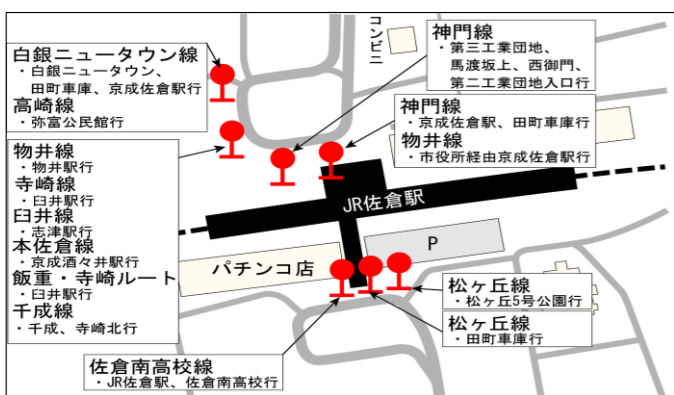 白銀ニュータウン線
・白銀ニュータウン、
田町車庫、京成佐倉駅行
高崎線
・弥富公民館行
コンビニ
神門線
・第三工業団地、
馬渡坂上、西御門、
第二工業団地入口行
神門線
・京成佐倉駅、田町車庫行
物井線
・市役所経由京成佐倉駅行
物井線
・物井駅行
寺崎線
・臼井駅行
臼井線
・志津駅行
本佐倉線
・京成酒々井駅行
飯重・寺崎ルート
・臼井駅行
千成線
・千成、寺崎北行
JR佐倉駅
パチンコ店
P
松ヶ丘線
・松ヶ丘5号公園行
松ヶ丘線
・田町車庫行
佐倉南高校線
・JR佐倉駅、佐倉南高校行